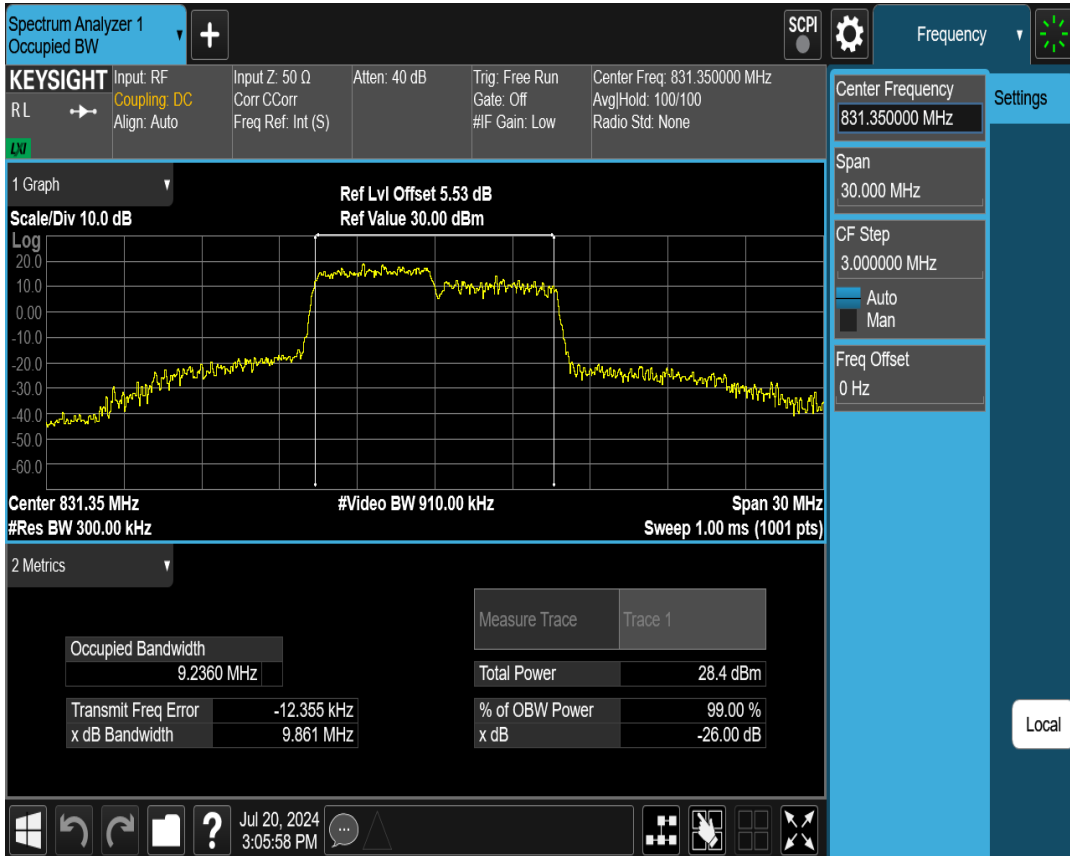 Spectrum Analyzer 1
Occupied BW
+
SCPI
Frequency
KEYSIGHT
R L
LXI
Input: RF
Coupling: DC
Align: Auto
Input Z: 50 Ω
Corr CCorr
Freq Ref: Int (S)
Atten: 40 dB
Trig: Free Run
Gate: Off
#IF Gain: Low
Center Freq: 831.350000 MHz
Avg|Hold: 100/100
Radio Std: None
Center Frequency
831.350000 MHz
Settings
Span
30.000 MHz
CF Step
3.000000 MHz
Auto
Man
Freq Offset
0 Hz
Local
1 Graph
Scale/Div 10.0 dB
Ref Lvl Offset 5.53 dB
Ref Value 30.00 dBm
Log
20.0
10.0
0.00
-10.0
-20.0
-30.0
-40.0
-50.0
-60.0
Center 831.35 MHz
#Video BW 910.00 kHz
Span 30 MHz
#Res BW 300.00 kHz
Sweep 1.00 ms (1001 pts)
2 Metrics
Measure Trace
Trace 1
Occupied Bandwidth
9.2360 MHz
Total Power
28.4 dBm
Transmit Freq Error
-12.355 kHz
% of OBW Power
99.00 %
x dB Bandwidth
9.861 MHz
x dB
-26.00 dB
?
Jul 20, 2024
3:05:58 PM